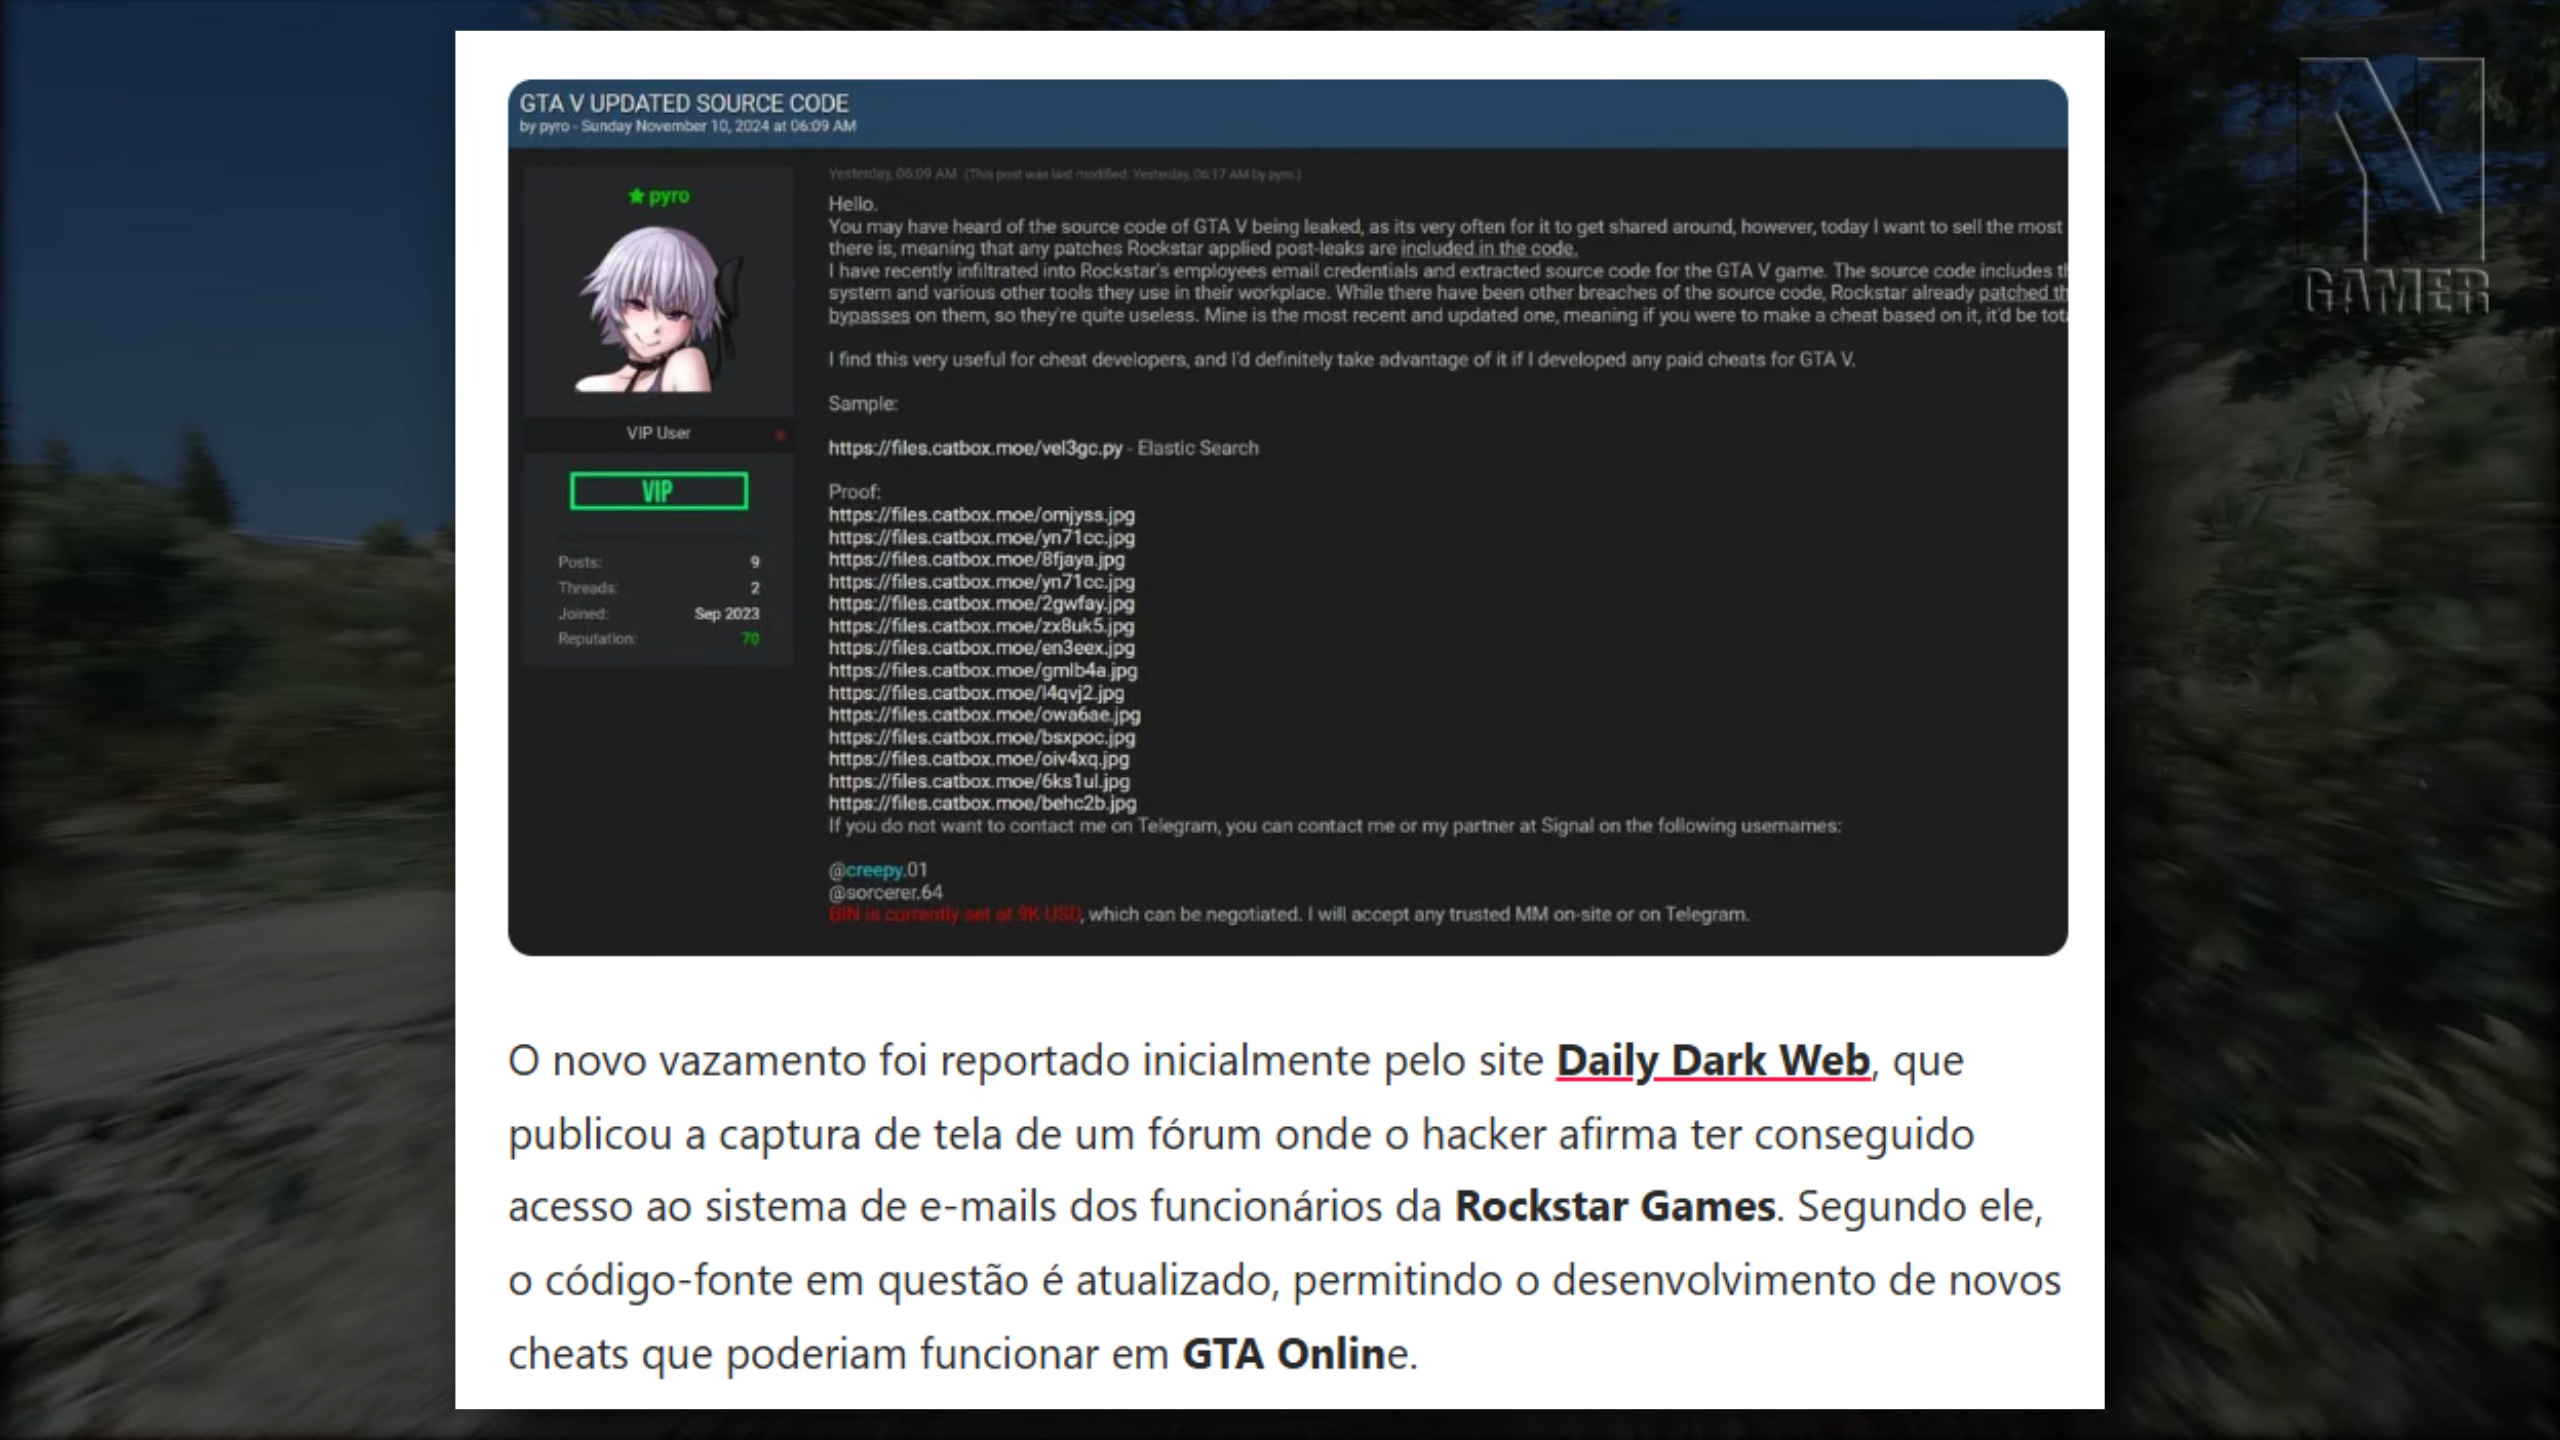 GTA V UPDATED SOURCE CODE
by pyro - Sunday November 10, 2024 at 06:09 AM
Yesterday, 06:09 AM (This post was last modified: Yesterday, 06:17 AM by pyro.)
pyro
VIP User
VIP
Posts: 9
Threads: 2
Joined: Sep 2023
Reputation: 70
Hello.
You may have heard of the source code of GTA V being leaked, as its very often for it to get shared around, however, today I want to sell the most
there is, meaning that any patches Rockstar applied post-leaks are included in the code.
I have recently infiltrated into Rockstar's employees email credentials and extracted source code for the GTA V game. The source code includes
system and various other tools they use in their workplace. While there have been other breaches of the source code, Rockstar already patched
bypasses on them, so they're quite useless. Mine is the most recent and updated one, meaning if you were to make a cheat based on it, it'd be
I find this very useful for cheat developers, and I'd definitely take advantage of it if I developed any paid cheats for GTA V.
Sample:
https://files.catbox.moe/vel3gc.py - Elastic Search
Proof:
https://files.catbox.moe/omjyss.jpg
https://files.catbox.moe/yn71cc.jpg
https://files.catbox.moe/8fjaya.jpg
https://files.catbox.moe/yn71cc.jpg
https://files.catbox.moe/2gwfay.jpg
https://files.catbox.moe/zx8uk5.jpg
https://files.catbox.moe/en3eex.jpg
https://files.catbox.moe/gmlb4a.jpg
https://files.catbox.moe/l4qvj2.jpg
https://files.catbox.moe/owa6ae.jpg
https://files.catbox.moe/bsxpoc.jpg
https://files.catbox.moe/oiv4xq.jpg
https://files.catbox.moe/6ks1ul.jpg
https://files.catbox.moe/behc2b.jpg
If you do not want to contact me on Telegram, you can contact me or my partner at Signal on the following usernames:
@creepy.01
@sorcerer.64
BIN is currently set at 9K USD, which can be negotiated. I will accept any trusted MM on-site or on Telegram.
O novo vazamento foi reportado inicialmente pelo site Daily Dark Web, que
publicou a captura de tela de um fórum onde o hacker afirma ter conseguido
acesso ao sistema de e-mails dos funcionários da Rockstar Games. Segundo ele,
o código-fonte em questão é atualizado, permitindo o desenvolvimento de novos
cheats que poderiam funcionar em GTA Online.
N
GAMER